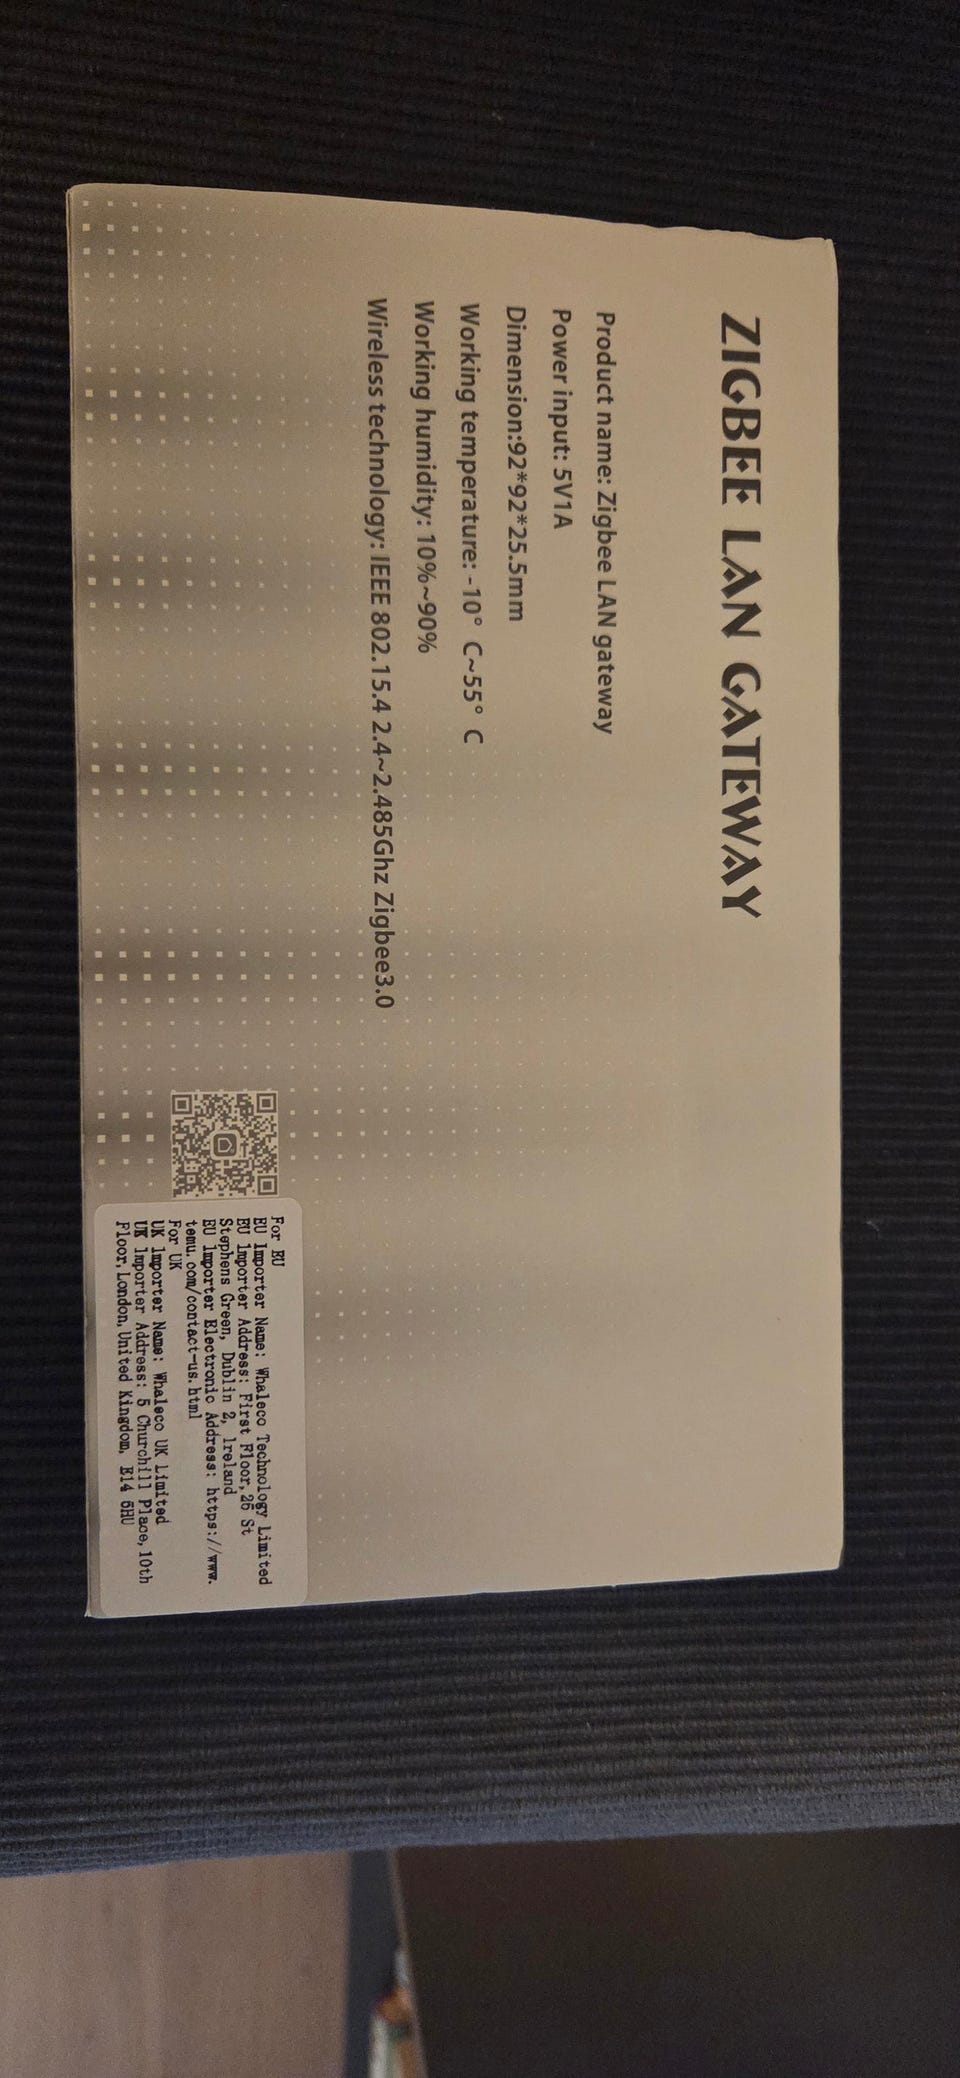 ZIGBEE LAN GATEWAY
Product name: Zigbee LAN gateway
Power input: 5V1A
Dimension:92*92*25.5mm
Working temperature: -10° C~55° C
Working humidity: 10%~90%
Wireless technology: IEEE 802.15.4 2.4~2.485Ghz Zigbee3.0
For EU
EU Importer Name: Whaleco Technology Limited
EU importer Address: First Floor, 25 St
Stephens Green, Dublin 2, Ireland
EU importer Electronic Address: https://www.
temu.com/contact-us.html
For UK
UK Importer Name: Whaleco UK Limited
UK Importer Address: 5 Churchill Place, 10th
Floor, London, United Kingdom, E14 5HU